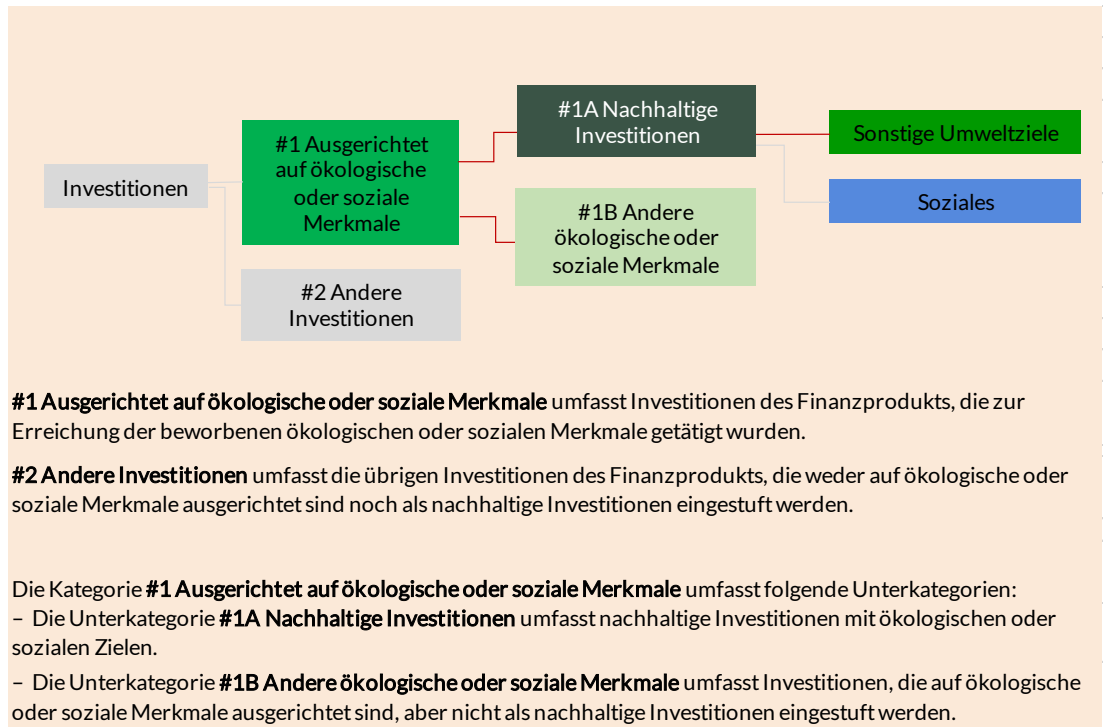 #1A Nachhaltige
Investitionen
Sonstige Umweltziele
#1 Ausgerichtet
auf ökologische
oder soziale
Merkmale
Investitionen
Soziales
#1B Andere
ökologische oder
soziale Merkmale
#2 Andere
Investitionen
#1 Ausgerichtet auf ökologische oder soziale Merkmale umfasst Investitionen des Finanzprodukts, die zur
Erreichung der beworbenen ökologischen oder sozialen Merkmale getätigt wurden.
#2 Andere Investitionen umfasst die übrigen Investitionen des Finanzprodukts, die weder auf ökologische oder
soziale Merkmale ausgerichtet sind noch als nachhaltige Investitionen eingestuft werden.
Die Kategorie #1 Ausgerichtet auf ökologische oder soziale Merkmale umfasst folgende Unterkategorien:
– Die Unterkategorie #1A Nachhaltige Investitionen umfasst nachhaltige Investitionen mit ökologischen oder
sozialen Zielen.
– Die Unterkategorie #1B Andere ökologische oder soziale Merkmale umfasst Investitionen, die auf ökologische
oder soziale Merkmale ausgerichtet sind, aber nicht als nachhaltige Investitionen eingestuft werden.